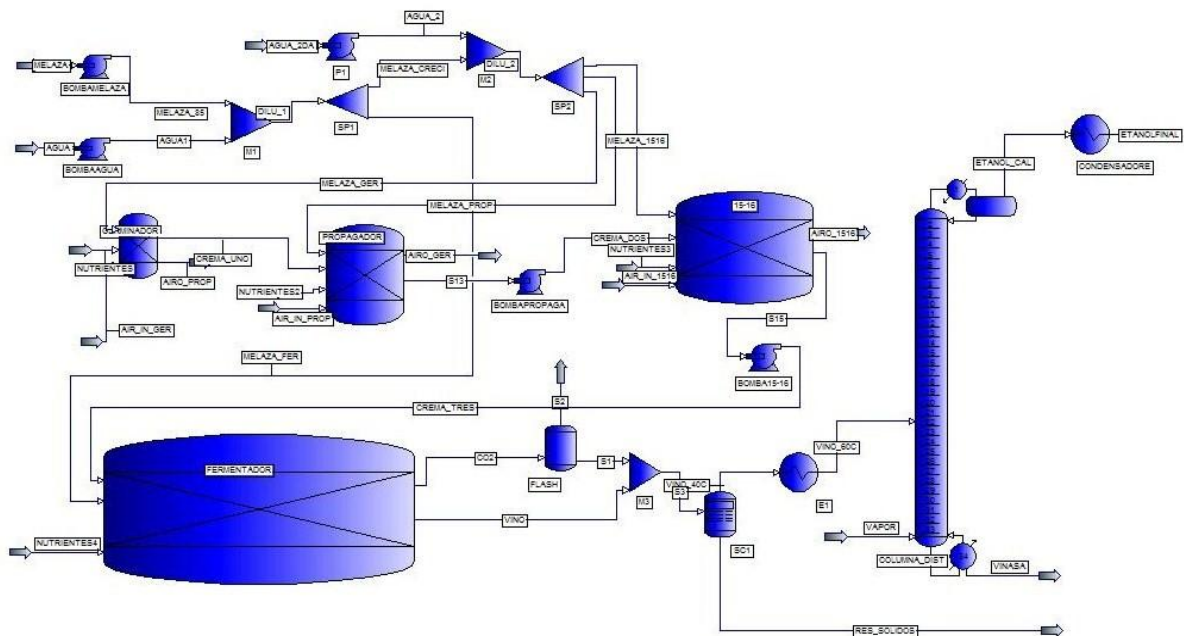 AGUA_2
MELAZA
AGUA_2DA
P1
MELAZA_CRECI
M2
DILU_2
BOMBAMELAZA
MELAZA_85
DILU_1
SP1
SP2
ETANOLFINAL
AGUA
AGUA1
M1
MELAZA_1516
ETANOL_CAL
CONDENSADORE
BOMBAAGUA
MELAZA_GER
MELAZA_PROP
15-16
PROPAGADOR
CREMA_DOS
AIRO_1516
NUTRIENTES
CREMA_UNO
AIRO_GER
NUTRIENTES3
AIRO_PROP
S13
AIR_IN_1516
NUTRIENTES2
BOMBAPROPAGA
AIR_IN_PROP
AIR_IN_GER
S15
MELAZA_FER
BOMBA15-16
S2
CREMA_TRES
VINO_60C
FERMENTADOR
CO2
S1
FLASH
M3
VINO_40C
S3
E1
VINO
SC1
VAPOR
NUTRIENTES4
COLUMNA_DIST
VINASA
RES_SOLIDOS